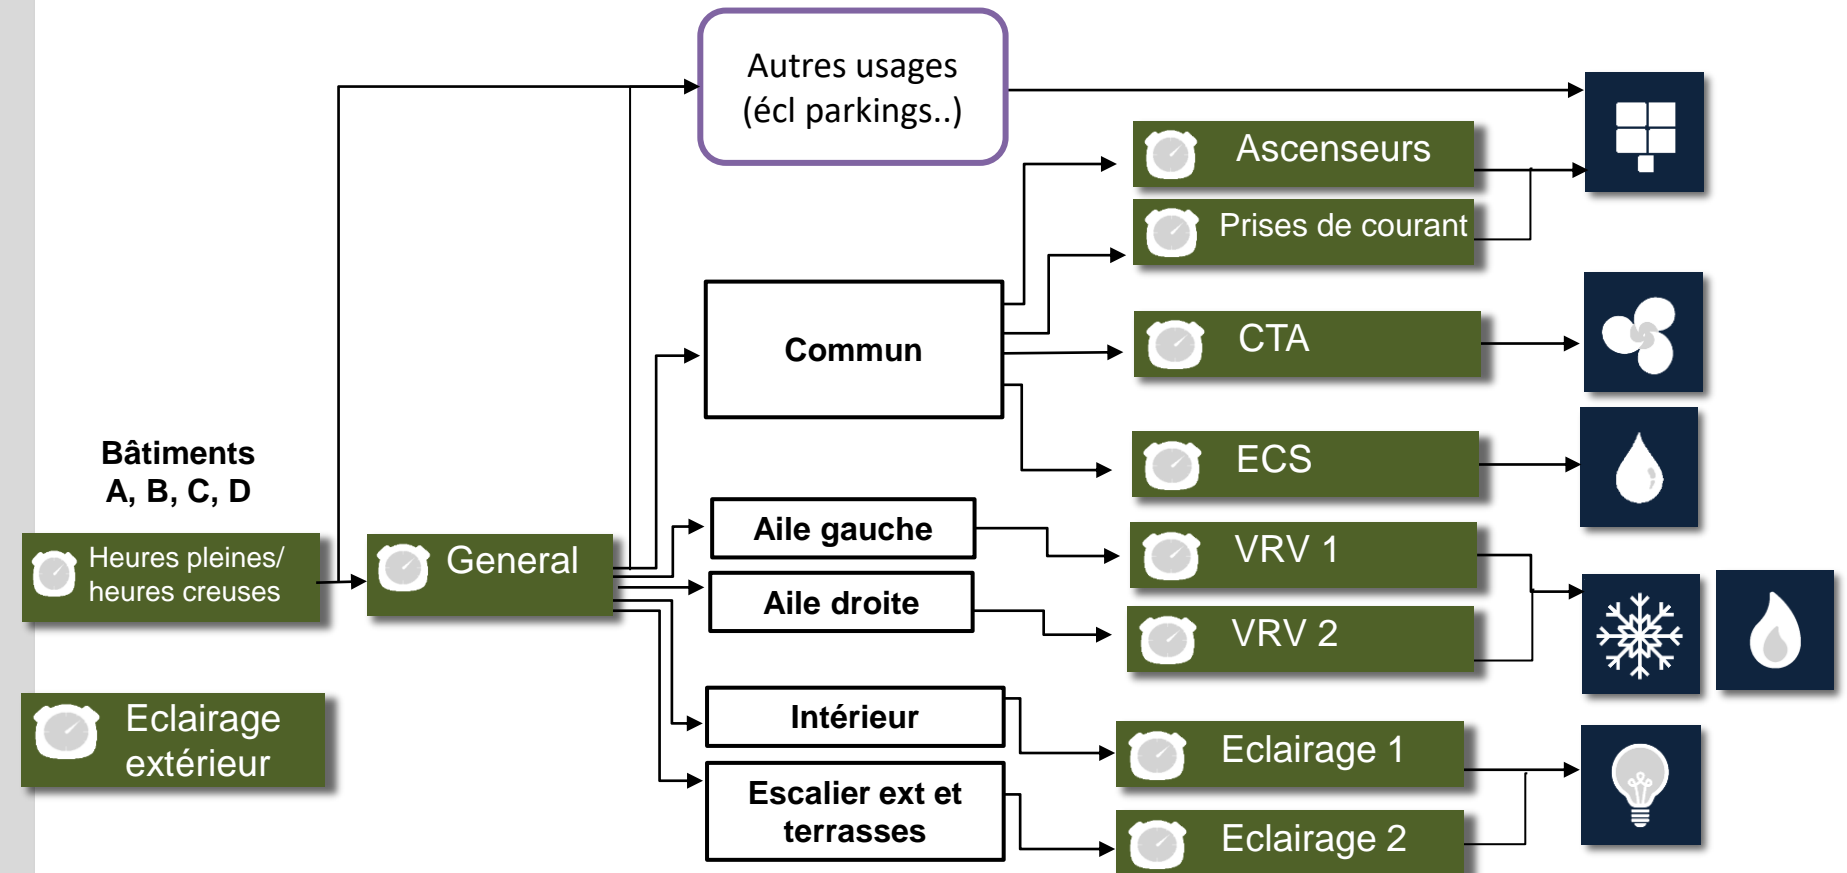 Autres usages
(écl parkings..)
Ascenseurs
Prises de courant
Commun
CTA
ECS
Bâtiments
A, B, C, D
Heures pleines/
heures creuses
General
Aile gauche
Aile droite
VRV 1
VRV 2
Eclairage
extérieur
Intérieur
Escalier ext et
terrasses
Eclairage 1
Eclairage 2